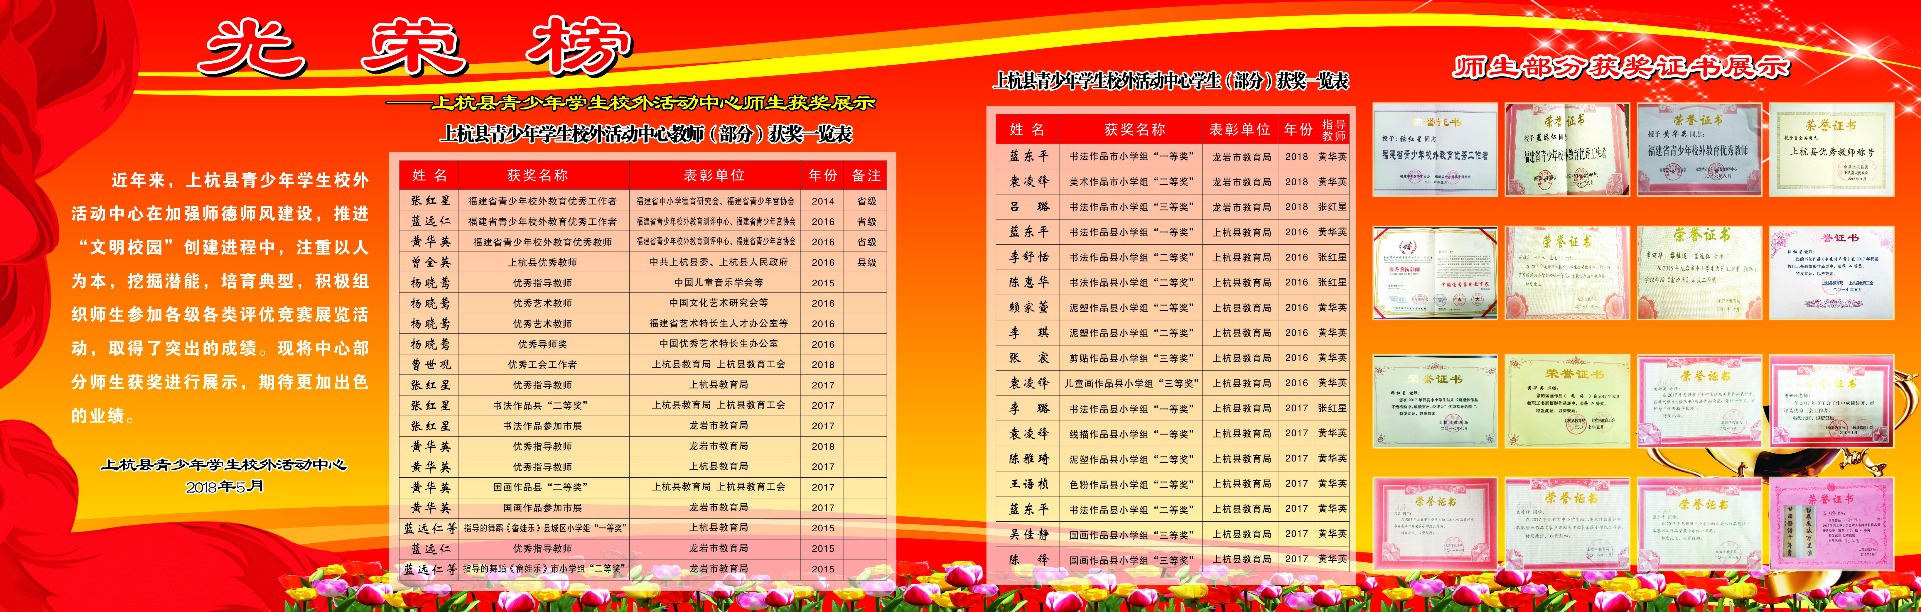 光荣榜
——上杭县青少年学生校外活动中心师生获奖展示
近年来，上杭县青少年学生校外
活动中心在加强师德师风建设，推进
“文明校园”创建进程中，注重以人
为本，挖掘潜能，培育典型，积极组
织师生参加各级各类评优竞赛展览活
动，取得了突出的成绩。现将中心部
分师生获奖进行展示，期待更加出色
的业绩。
上杭县青少年学生校外活动中心
2018年5月
上杭县青少年学生校外活动中心教师（部分）获奖一览表
姓 名 获奖名称 表彰单位 年份 备注
张红星 福建省青少年校外教育优秀工作者 福建省中小学德育研究会、福建省青少年宫协会 2014 省级
蓝远仁 福建省青少年校外教育优秀工作者 福建省青少年校外教育测评中心、福建省青少年宫协会 2016 省级
黄华英 福建省青少年校外教育优秀教师 福建省青少年校外教育测评中心、福建省青少年宫协会 2016 省级
曾全英 上杭县优秀教师 中共上杭县委、上杭县人民政府 2016 县级
杨晓莺 优秀指导教师 中国儿童音乐学会等 2015
杨晓莺 优秀艺术教师 中国文化艺术研究会等 2016
杨晓莺 优秀艺术教师 福建省艺术特长生人才办公室等 2016
杨晓莺 优秀导师奖 中国优秀艺术特长生办公室 2016
曹世现 优秀工会工作者 上杭县教育局 上杭县教育工会 2018
张红星 优秀指导教师 上杭县教育局 2017
张红星 书法作品县“二等奖” 上杭县教育局 上杭县教育工会 2017
张红星 书法作品参加市展 龙岩市教育局 2017
黄华英 优秀指导教师 龙岩市教育局 2018
黄华英 优秀指导教师 上杭县教育局 2017
黄华英 国画作品县“二等奖” 上杭县教育局 上杭县教育工会 2017
黄华英 国画作品参加市展 龙岩市教育局 2017
蓝远仁等 指导的舞蹈《畲娃乐》县城区小学组“一等奖” 上杭县教育局 2015
蓝远仁 优秀指导教师 龙岩市教育局 2015
蓝远仁等 指导的舞蹈《畲娃乐》市小学组“二等奖” 龙岩市教育局 2015
上杭县青少年学生校外活动中心学生（部分）获奖一览表
姓 名 获奖名称 表彰单位 年份 指导教师
蓝东平 书法作品市小学组“一等奖” 龙岩市教育局 2018 黄华英
袁凌锋 美术作品市小学组“二等奖” 龙岩市教育局 2018 黄华英
吕 璐 书法作品市小学组“三等奖” 龙岩市教育局 2018 张红星
蓝东平 书法作品县小学组“一等奖” 上杭县教育局 2016 黄华英
李舒恬 书法作品县小学组“二等奖” 上杭县教育局 2016 张红星
陈惠华 书法作品县小学组“二等奖” 上杭县教育局 2016 张红星
赖家萱 泥塑作品县小学组“二等奖” 上杭县教育局 2016 黄华英
李 琪 泥塑作品县小学组“二等奖” 上杭县教育局 2016 黄华英
张 宸 剪贴作品县小学组“三等奖” 上杭县教育局 2016 黄华英
袁凌锋 儿童画作品县小学组“三等奖” 上杭县教育局 2016 黄华英
李 璐 书法作品县小学组“一等奖” 上杭县教育局 2017 张红星
袁凌锋 线描作品县小学组“一等奖” 上杭县教育局 2017 黄华英
陈雅琦 泥塑作品县小学组“二等奖” 上杭县教育局 2017 黄华英
王语桢 色粉作品县小学组“二等奖” 上杭县教育局 2017 黄华英
蓝东平 书法作品县小学组“二等奖” 上杭县教育局 2017 黄华英
吴佳静 国画作品县小学组“三等奖” 上杭县教育局 2017 黄华英
陈 锋 国画作品县小学组“三等奖” 上杭县教育局 2017 黄华英
师生部分获奖证书展示
荣誉证书
福建省青少年校外教育优秀工作者
荣誉证书
福建省青少年校外教育优秀工作者
荣誉证书
授予黄华英同志：
福建省青少年校外教育优秀教师
荣誉证书
上杭县优秀教师称号
荣誉证书
荣誉证书
荣誉证书
荣誉证书
荣誉证书
荣誉证书
荣誉证书
荣誉证书
荣誉证书
荣誉证书
荣誉证书